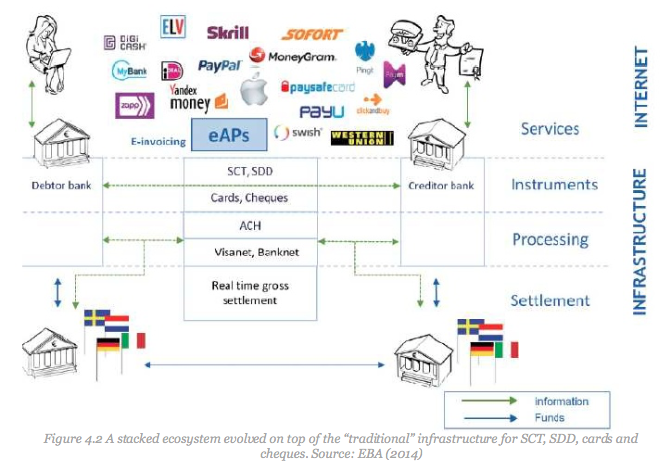 DIGI
CASH
ELV
Skrill
SOFORT
MyBank
iDEAL
PayPal
MoneyGram
Pingit
Paym
zapp
Yandex
money
paysafecard
PAYU
clickandbuy
E-invoicing
eAPs
swish
WESTERN
UNION
Services
INTERNET
Debtor bank
SCT, SDD
Cards, Cheques
Creditor bank
Instruments
ACH
Visanet, Banknet
Processing
INFRASTRUCTURE
Real time gross
settlement
Settlement
Information
Funds
Figure 4.2 A stacked ecosystem evolved on top of the “traditional” infrastructure for SCT, SDD, cards and
cheques. Source: EBA (2014)